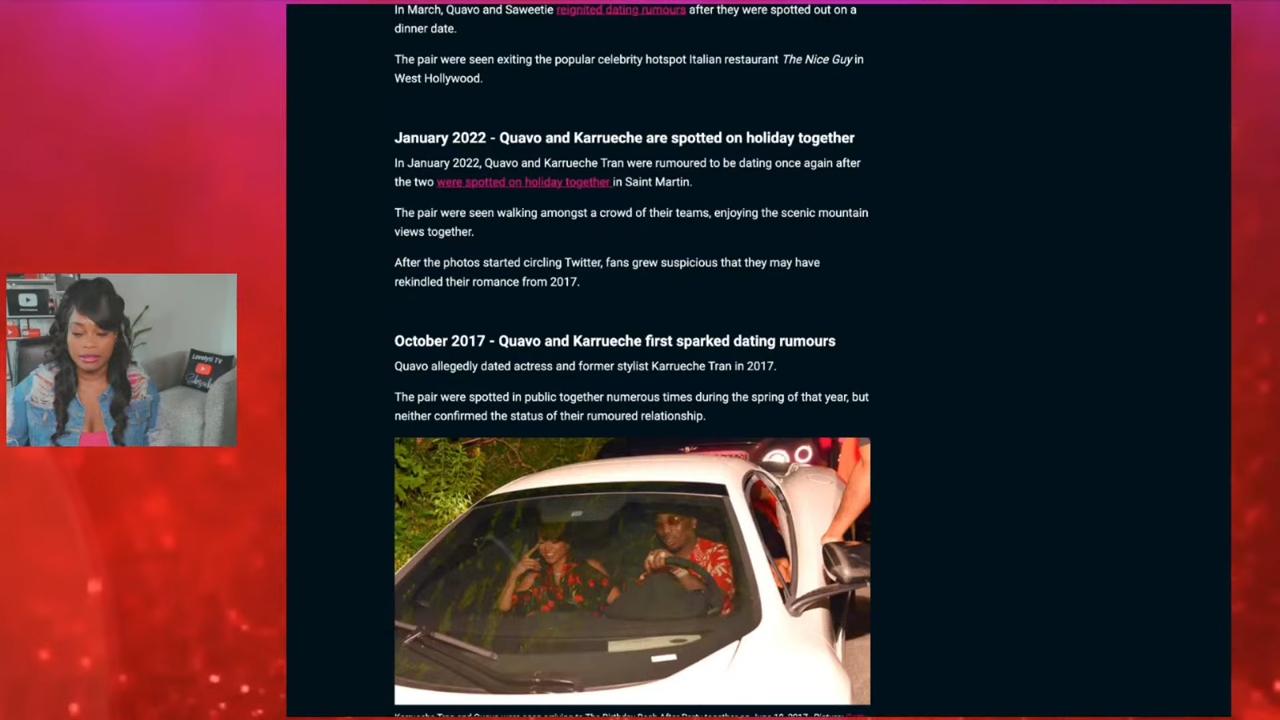 In March, Quavo and Saweetie reignited dating rumours after they were spotted out on a
dinner date.
The pair were seen exiting the popular celebrity hotspot Italian restaurant The Nice Guy in
West Hollywood.
January 2022 - Quavo and Karrueche are spotted on holiday together
In January 2022, Quavo and Karrueche Tran were rumoured to be dating once again after
the two were spotted on holiday together in Saint Martin.
The pair were seen walking amongst a crowd of their teams, enjoying the scenic mountain
views together.
After the photos started circling Twitter, fans grew suspicious that they may have
rekindled their romance from 2017.
Lovelyti TV
October 2017 - Quavo and Karrueche first sparked dating rumours
Quavo allegedly dated actress and former stylist Karrueche Tran in 2017.
The pair were spotted in public together numerous times during the spring of that year, but
neither confirmed the status of their rumoured relationship.